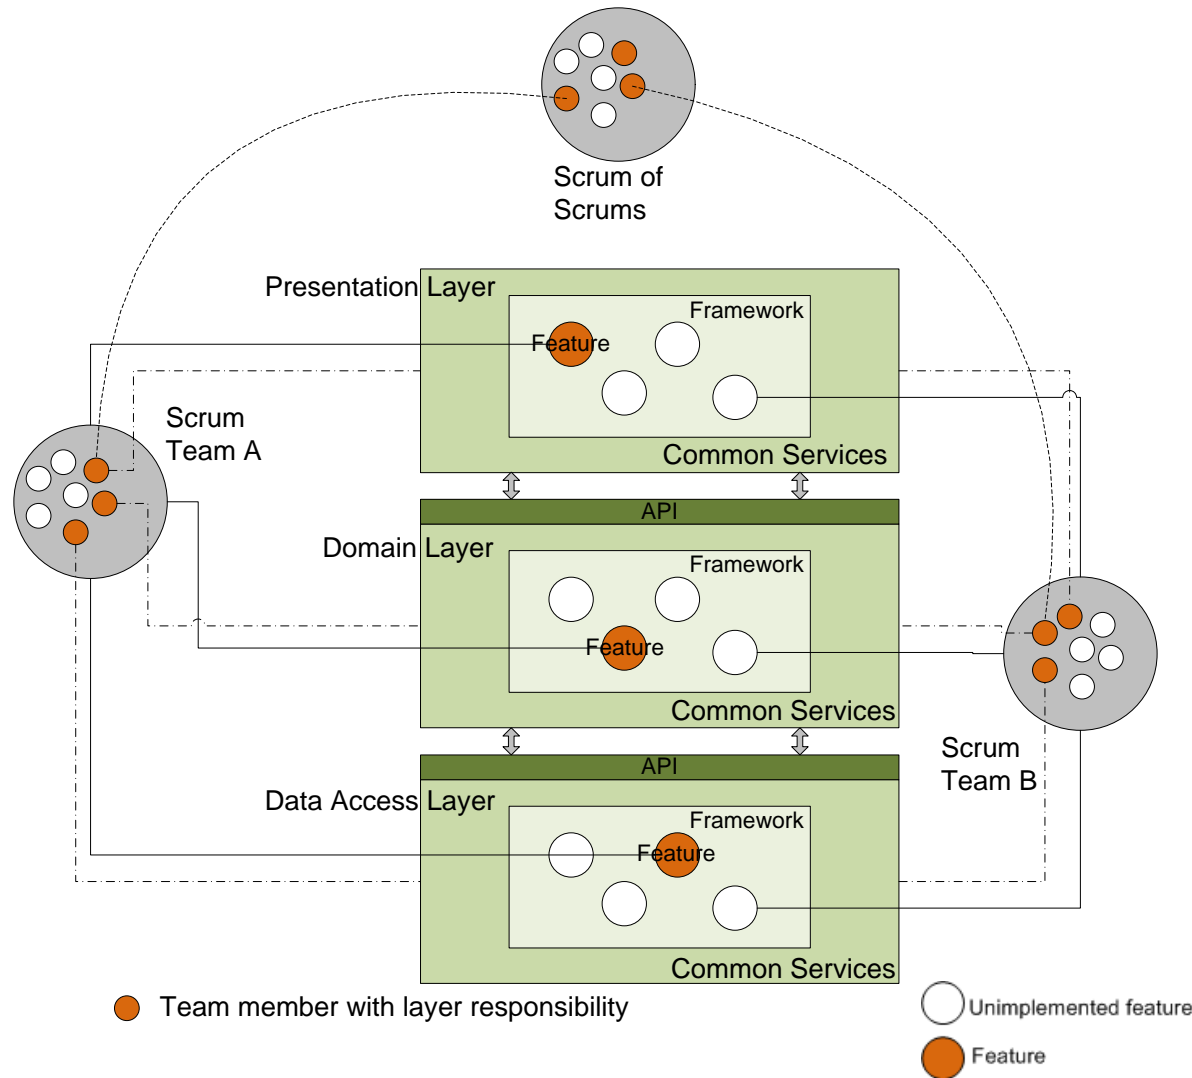 Scrum of
Scrums
Presentation Layer
Framework
Feature
Scrum
Team A
Common Services
API
Domain Layer
Framework
Feature
Common Services
Scrum
Team B
API
Data Access Layer
Framework
Feature
Common Services
Team member with layer responsibility
Unimplemented feature
Feature